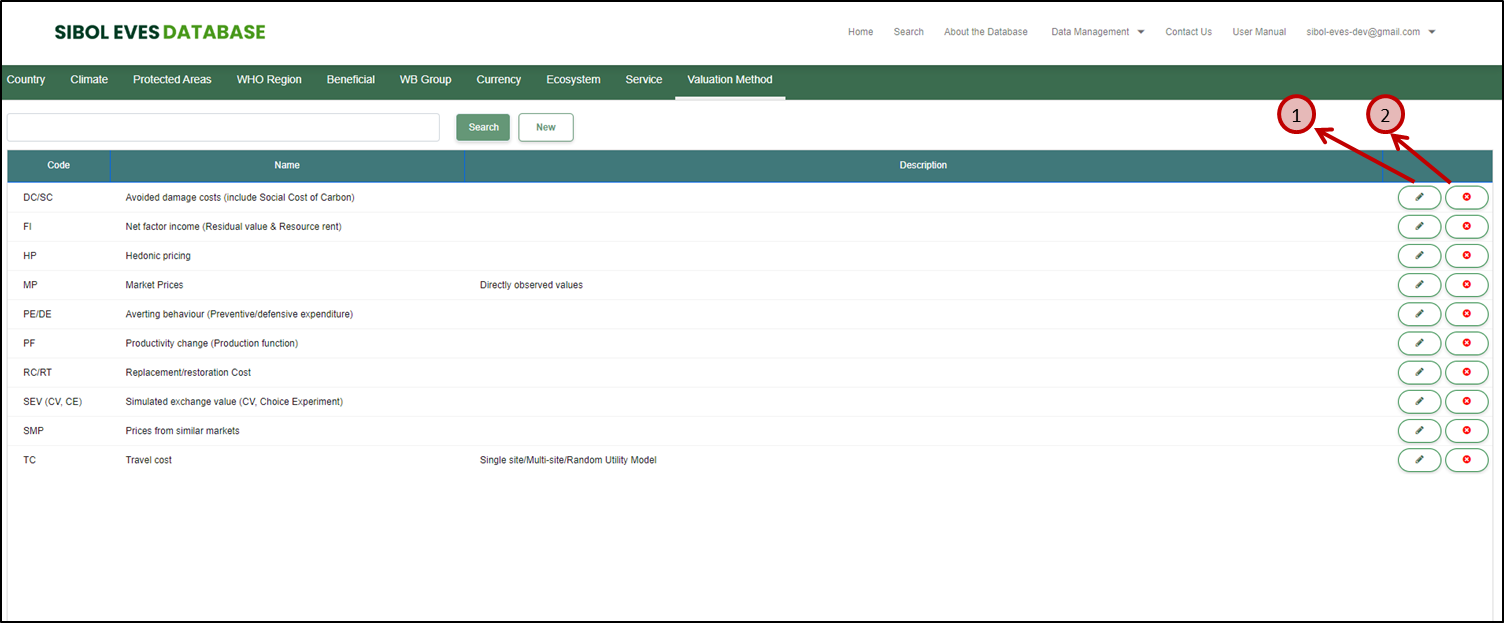 SIBOL EVES DATABASE
Home Search About the Database Data Management Contact Us User Manual sibol-eves-dev@gmail.com
Country Climate Protected Areas WHO Region Beneficial WB Group Currency Ecosystem Service Valuation Method
Search New
1 2
Code Name Description
DC/SC Avoided damage costs (include Social Cost of Carbon)
FI Net factor income (Residual value & Resource rent)
HP Hedonic pricing
MP Market Prices Directly observed values
PE/DE Averting behaviour (Preventive/defensive expenditure)
PF Productivity change (Production function)
RC/RT Replacement/restoration Cost
SEV (CV, CE) Simulated exchange value (CV, Choice Experiment)
SMP Prices from similar markets
TC Travel cost Single site/Multi-site/Random Utility Model